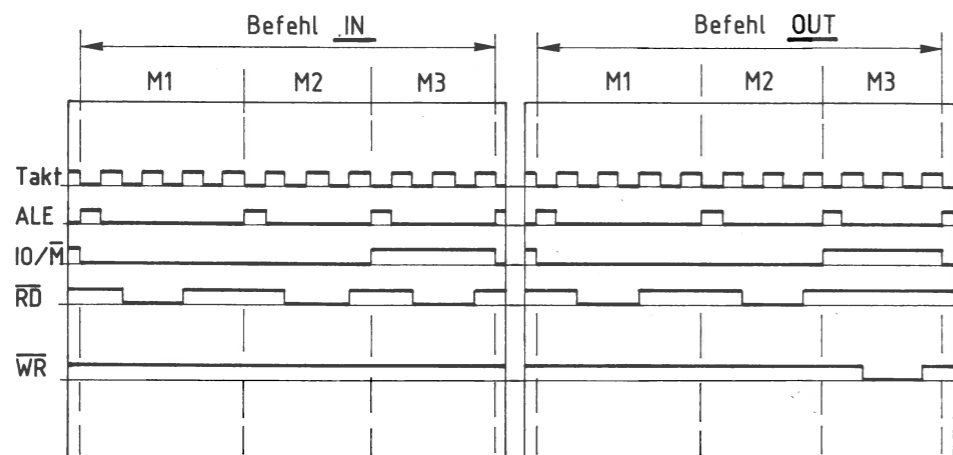 Befehl IN Befehl OUT
M1 M2 M3 M1 M2 M3
Takt
ALE
IO/M̅
R̅D̅
W̅R̅